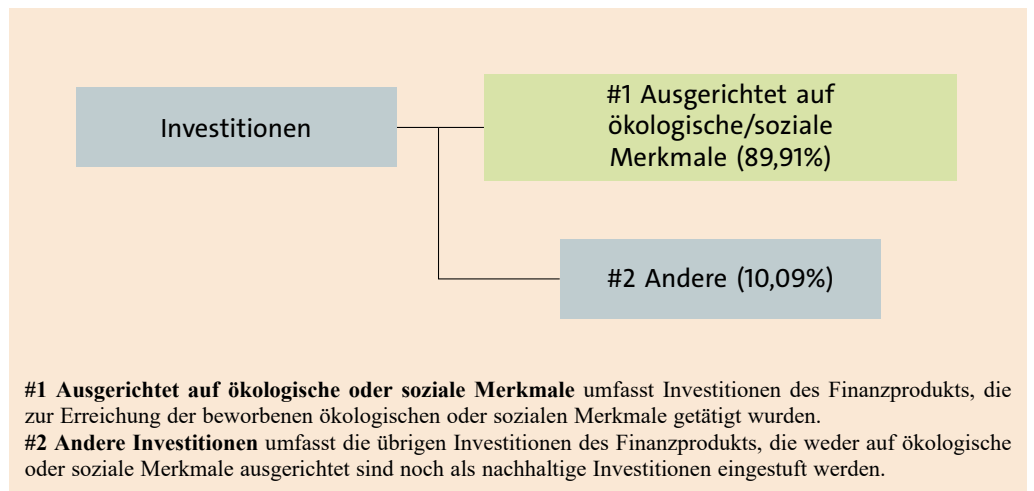 Investitionen
#1 Ausgerichtet auf
ökologische/soziale
Merkmale (89,91%)
#2 Andere (10,09%)
#1 Ausgerichtet auf ökologische oder soziale Merkmale umfasst Investitionen des Finanzprodukts, die
zur Erreichung der beworbenen ökologischen oder sozialen Merkmale getätigt wurden.
#2 Andere Investitionen umfasst die übrigen Investitionen des Finanzprodukts, die weder auf ökologische
oder soziale Merkmale ausgerichtet sind noch als nachhaltige Investitionen eingestuft werden.